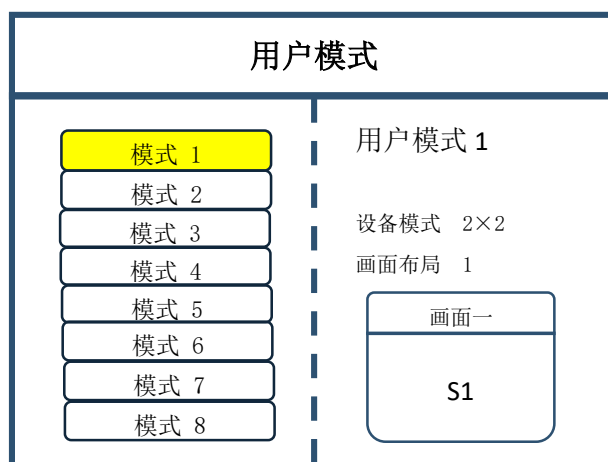 用户模式
模式 1
模式 2
模式 3
模式 4
模式 5
模式 6
模式 7
模式 8
用户模式 1
设备模式 2×2
画面布局 1
画面一
S1